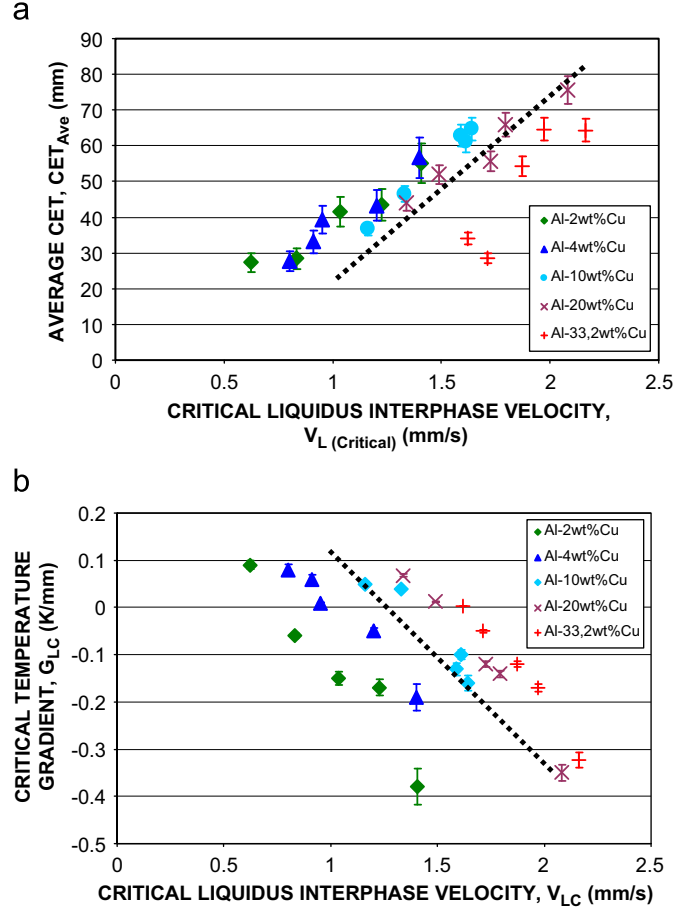 a
90
80
70
60
50
40
30
20
10
0
AVERAGE CET, CET_Ave (mm)
Al-2wt%Cu
Al-4wt%Cu
Al-10wt%Cu
Al-20wt%Cu
Al-33,2wt%Cu
0 0.5 1 1.5 2 2.5
CRITICAL LIQUIDUS INTERPHASE VELOCITY,
V_L (Critical) (mm/s)
b
0.2
0.1
0
-0.1
-0.2
-0.3
-0.4
-0.5
CRITICAL TEMPERATURE
GRADIENT, G_LC (K/mm)
Al-2wt%Cu
Al-4wt%Cu
Al-10wt%Cu
Al-20wt%Cu
Al-33,2wt%Cu
0 0.5 1 1.5 2 2.5
CRITICAL LIQUIDUS INTERPHASE VELOCITY, V_LC (mm/s)